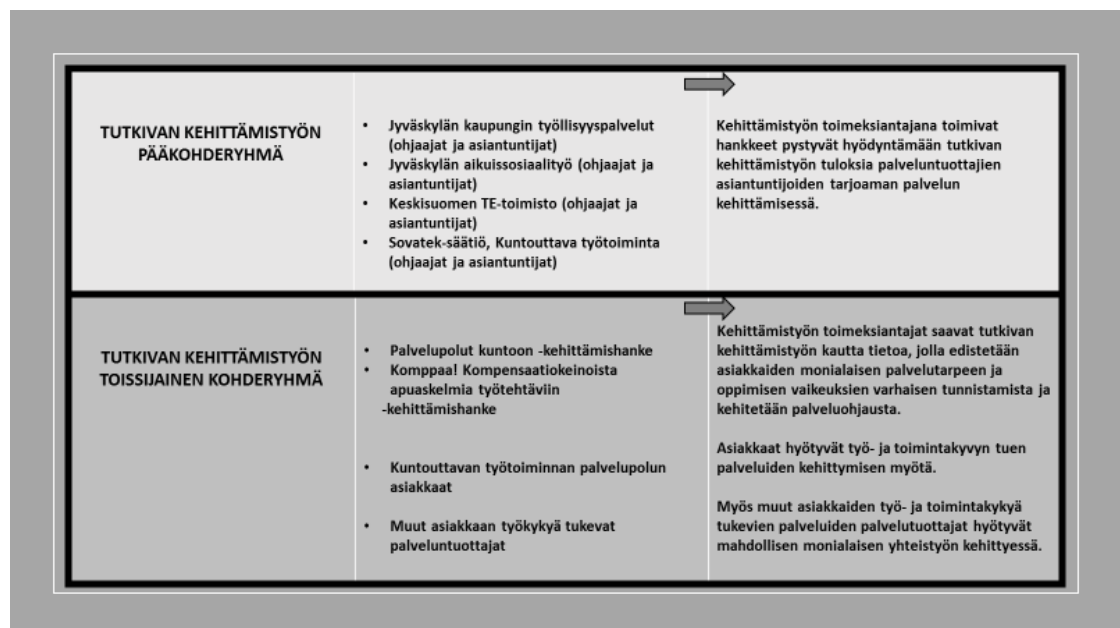 TUTKIVAN KEHITTÄMISTYÖN
PÄÄKOHDERYHMÄ
• Jyväskylän kaupungin työllisyyspalvelut
(ohjaajat ja asiantuntijat)
• Jyväskylän aikuissosiaalityö (ohjaajat ja
asiantuntijat)
• Keskisuomen TE-toimisto (ohjaajat ja
asiantuntijat)
• Sovatek-säätiö, Kuntouttava työtoiminta
(ohjaajat ja asiantuntijat)
Kehittämistyön toimeksiantajana toimivat
hankkeet pystyvät hyödyntämään tutkivan
kehittämistyön tuloksia palveluntuottajien
asiantuntijoiden tarjoaman palvelun
kehittämisessä.
TUTKIVAN KEHITTÄMISTYÖN
TOISSIJAINEN KOHDERYHMÄ
• Palvelupolut kuntoon -kehittämishanke
• Komppaa! Kompensaatiokeinoista
apuaskelmia työtehtäviin
-kehittämishanke
• Kuntouttavan työtoiminnan palvelupolun
asiakkaat
• Muut asiakkaan työkykyä tukevat
palveluntuottajat
Kehittämistyön toimeksiantajat saavat tutkivan
kehittämistyön kautta tietoa, jolla edistetään
asiakkaiden monialaisen palvelutarpeen ja
oppimisen vaikeuksien varhaisen tunnistamista ja
kehitetään palveluohjausta.
Asiakkaat hyötyvät työ- ja toimintakyvyn tuen
palveluiden kehittymisen myötä.
Myös muut asiakkaiden työ- ja toimintakykyä
tukevien palveluiden palvelutuottajat hyötyvät
mahdollisen monialaisen yhteistyön kehittyessä.